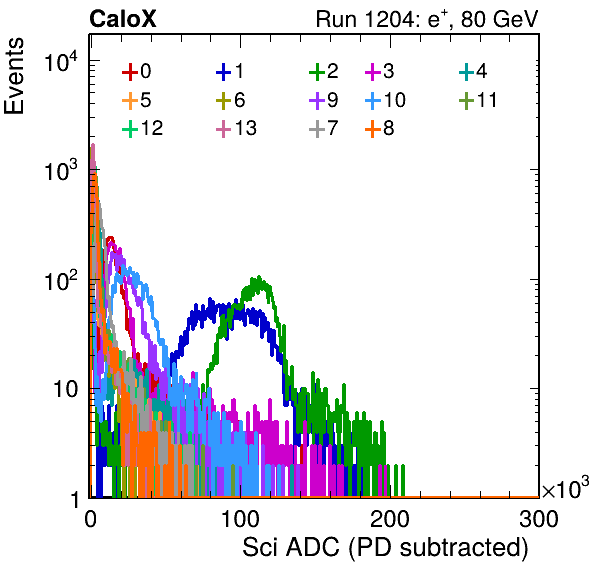 CaloX Run 1204: e⁺, 80 GeV
Events
10⁴
0 1 2 3 4
5 6 9 10 11
12 13 7 8
10³
10²
10
1
0 100 200 300
×10³
Sci ADC (PD subtracted)